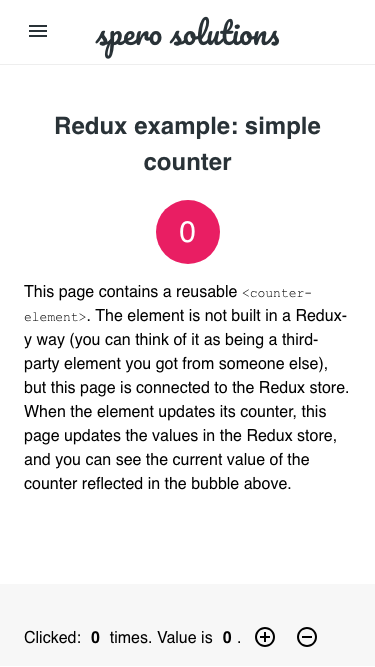 spero solutions
Redux example: simple
counter
0
This page contains a reusable <counter-
element>. The element is not built in a Redux-
y way (you can think of it as being a third-
party element you got from someone else),
but this page is connected to the Redux store.
When the element updates its counter, this
page updates the values in the Redux store,
and you can see the current value of the
counter reflected in the bubble above.
Clicked: 0 times. Value is 0 .